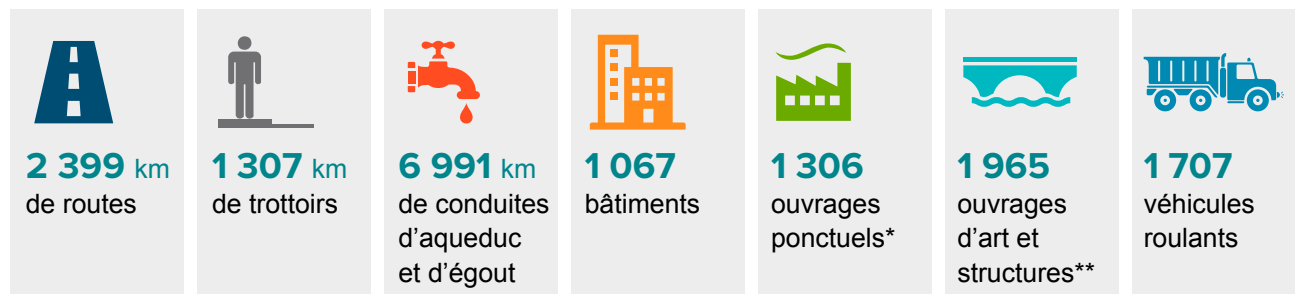 2 399 km
de routes
1 307 km
de trottoirs
6 991 km
de conduites
d’aqueduc
et d’égout
1 067
bâtiments
1 306
ouvrages
ponctuels*
1 965
ouvrages
d’art et
structures**
1 707
véhicules
roulants